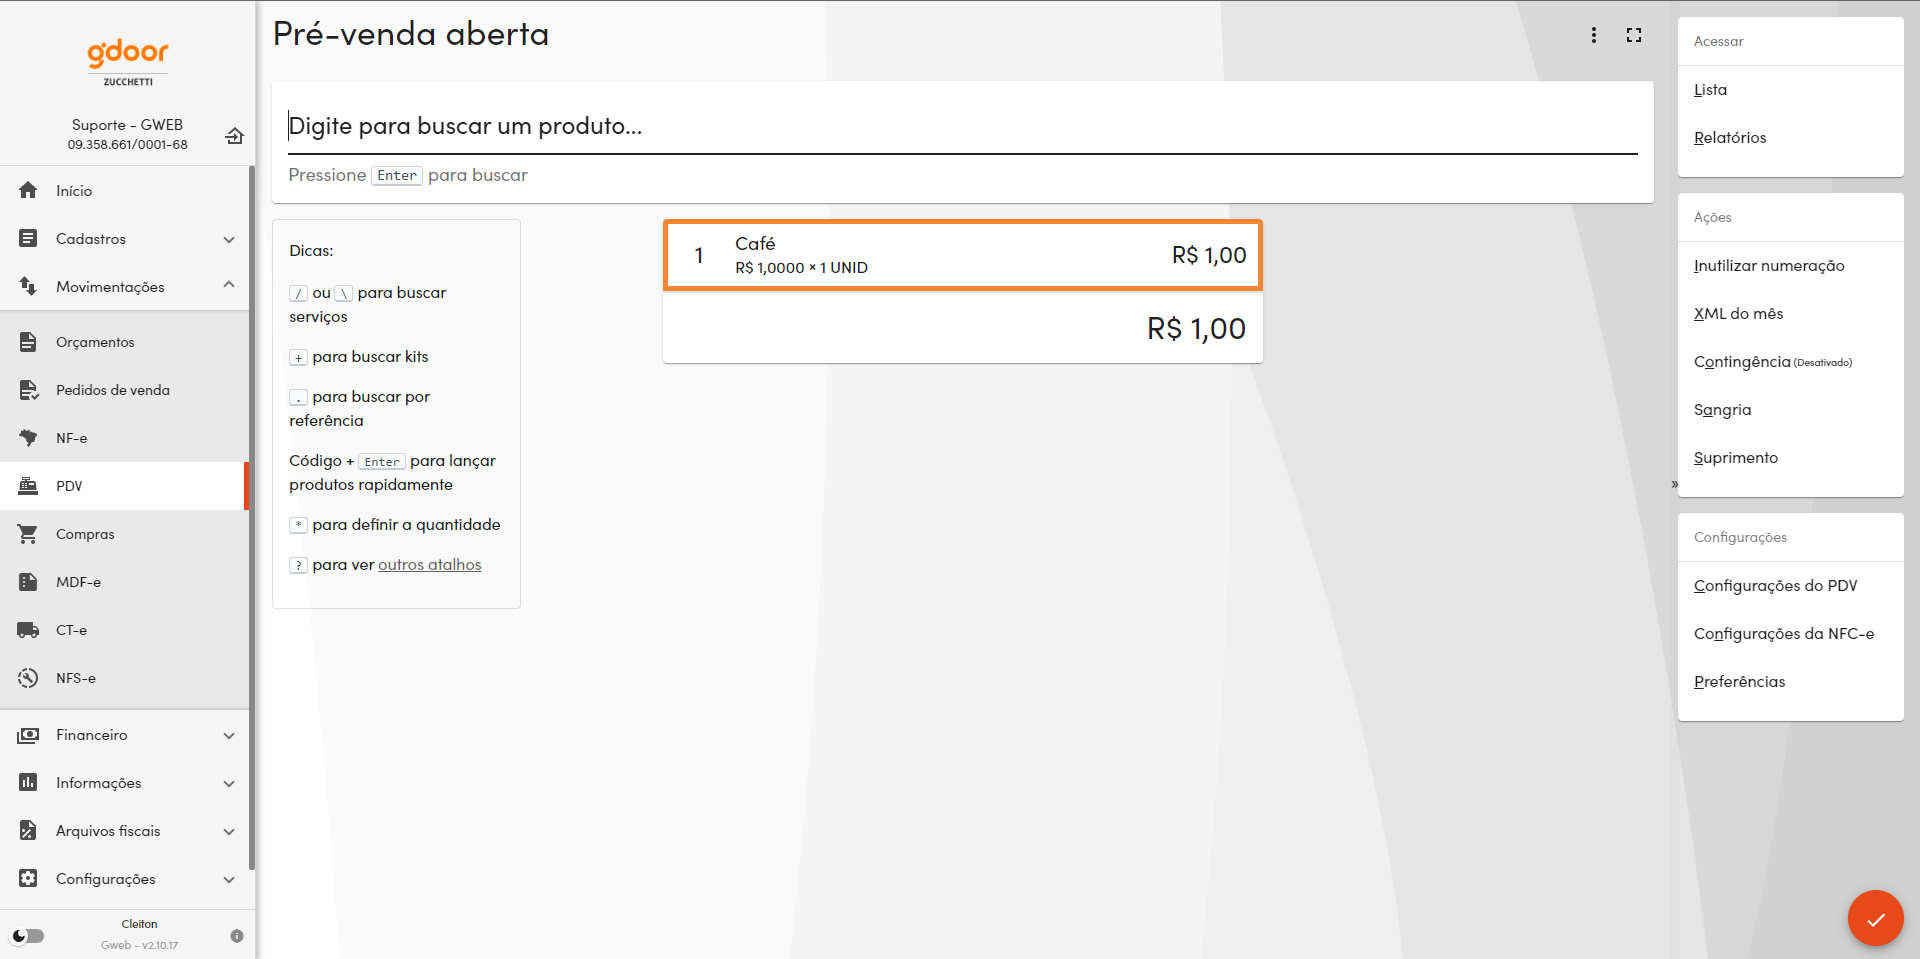 gdoor
ZUCCHETTI
Suporte - GWEB
09.358.661/0001-68
Início
Cadastros
Movimentações
Orçamentos
Pedidos de venda
NF-e
PDV
Compras
MDF-e
CT-e
NFS-e
Financeiro
Informações
Arquivos fiscais
Configurações
Cleiton
Gweb - v2.10.17
Pré-venda aberta
Digite para buscar um produto...
Pressione Enter para buscar
Dicas:
/ ou \ para buscar
serviços
+ para buscar kits
. para buscar por
referência
Código + Enter para lançar
produtos rapidamente
* para definir a quantidade
? para ver outros atalhos
1 Café R$ 1,00
R$ 1,0000 × 1 UNID
R$ 1,00
Acessar
Lista
Relatórios
Ações
Inutilizar numeração
XML do mês
Contingência (Desativado)
Sangria
Suprimento
»
Configurações
Configurações do PDV
Configurações da NFC-e
Preferências